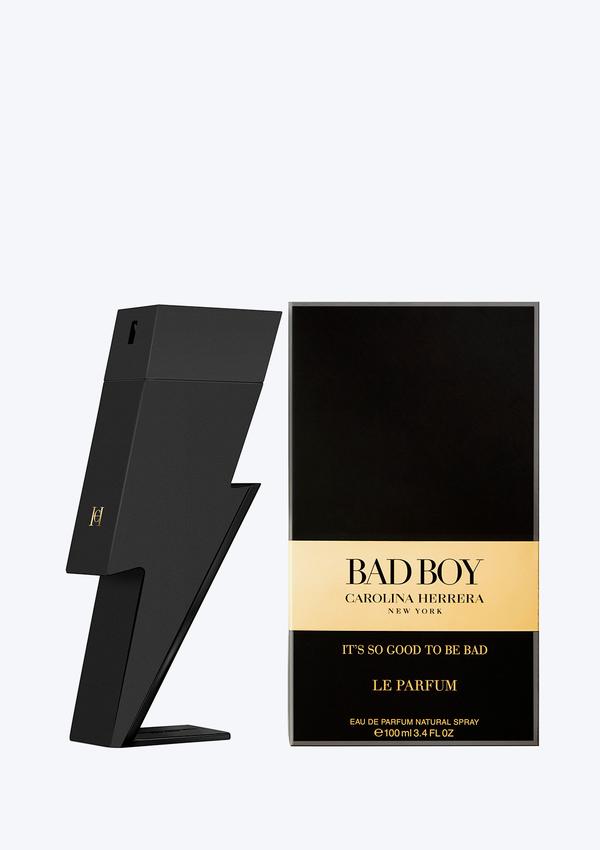 CH
BAD BOY
CAROLINA HERRERA
NEW YORK
IT'S SO GOOD TO BE BAD
LE PARFUM
EAU DE PARFUM NATURAL SPRAY
℮100 ml 3.4 FL OZ